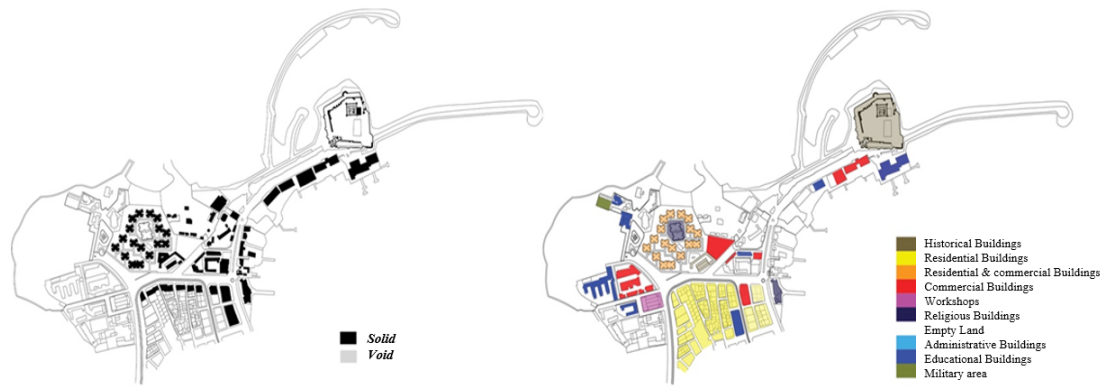 Solid
Void
Historical Buildings
Residential Buildings
Residential & commercial Buildings
Commercial Buildings
Workshops
Religious Buildings
Empty Land
Administrative Buildings
Educational Buildings
Military area